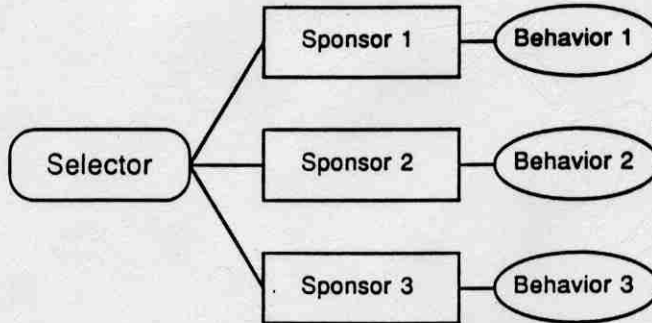 Sponsor 1
Behavior 1
Selector
Sponsor 2
Behavior 2
Sponsor 3
Behavior 3